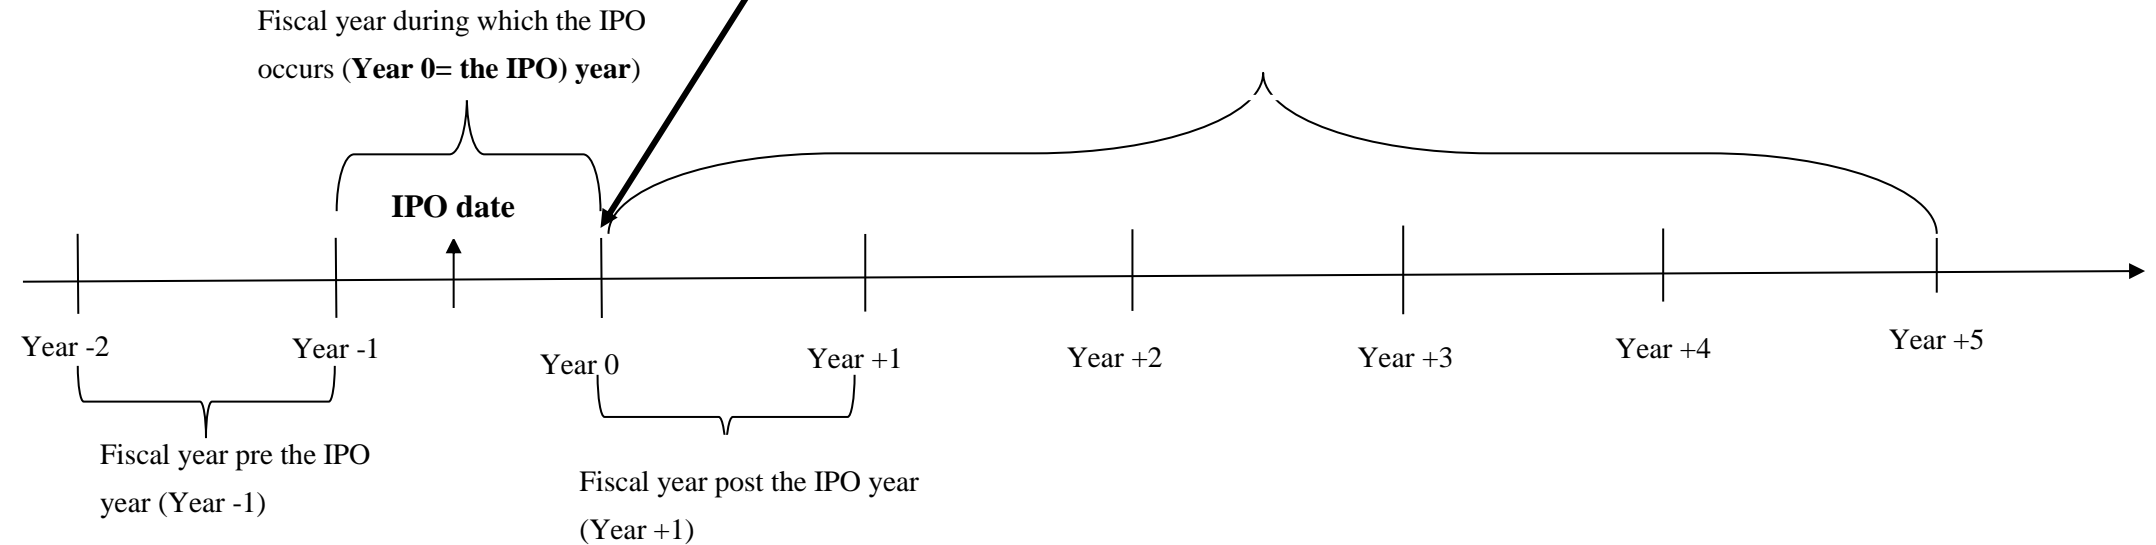 Fiscal year during which the IPO
occurs (Year 0= the IPO) year)
IPO date
Year -2
Year -1
Year 0
Year +1
Year +2
Year +3
Year +4
Year +5
Fiscal year pre the IPO
year (Year -1)
Fiscal year post the IPO year
(Year +1)